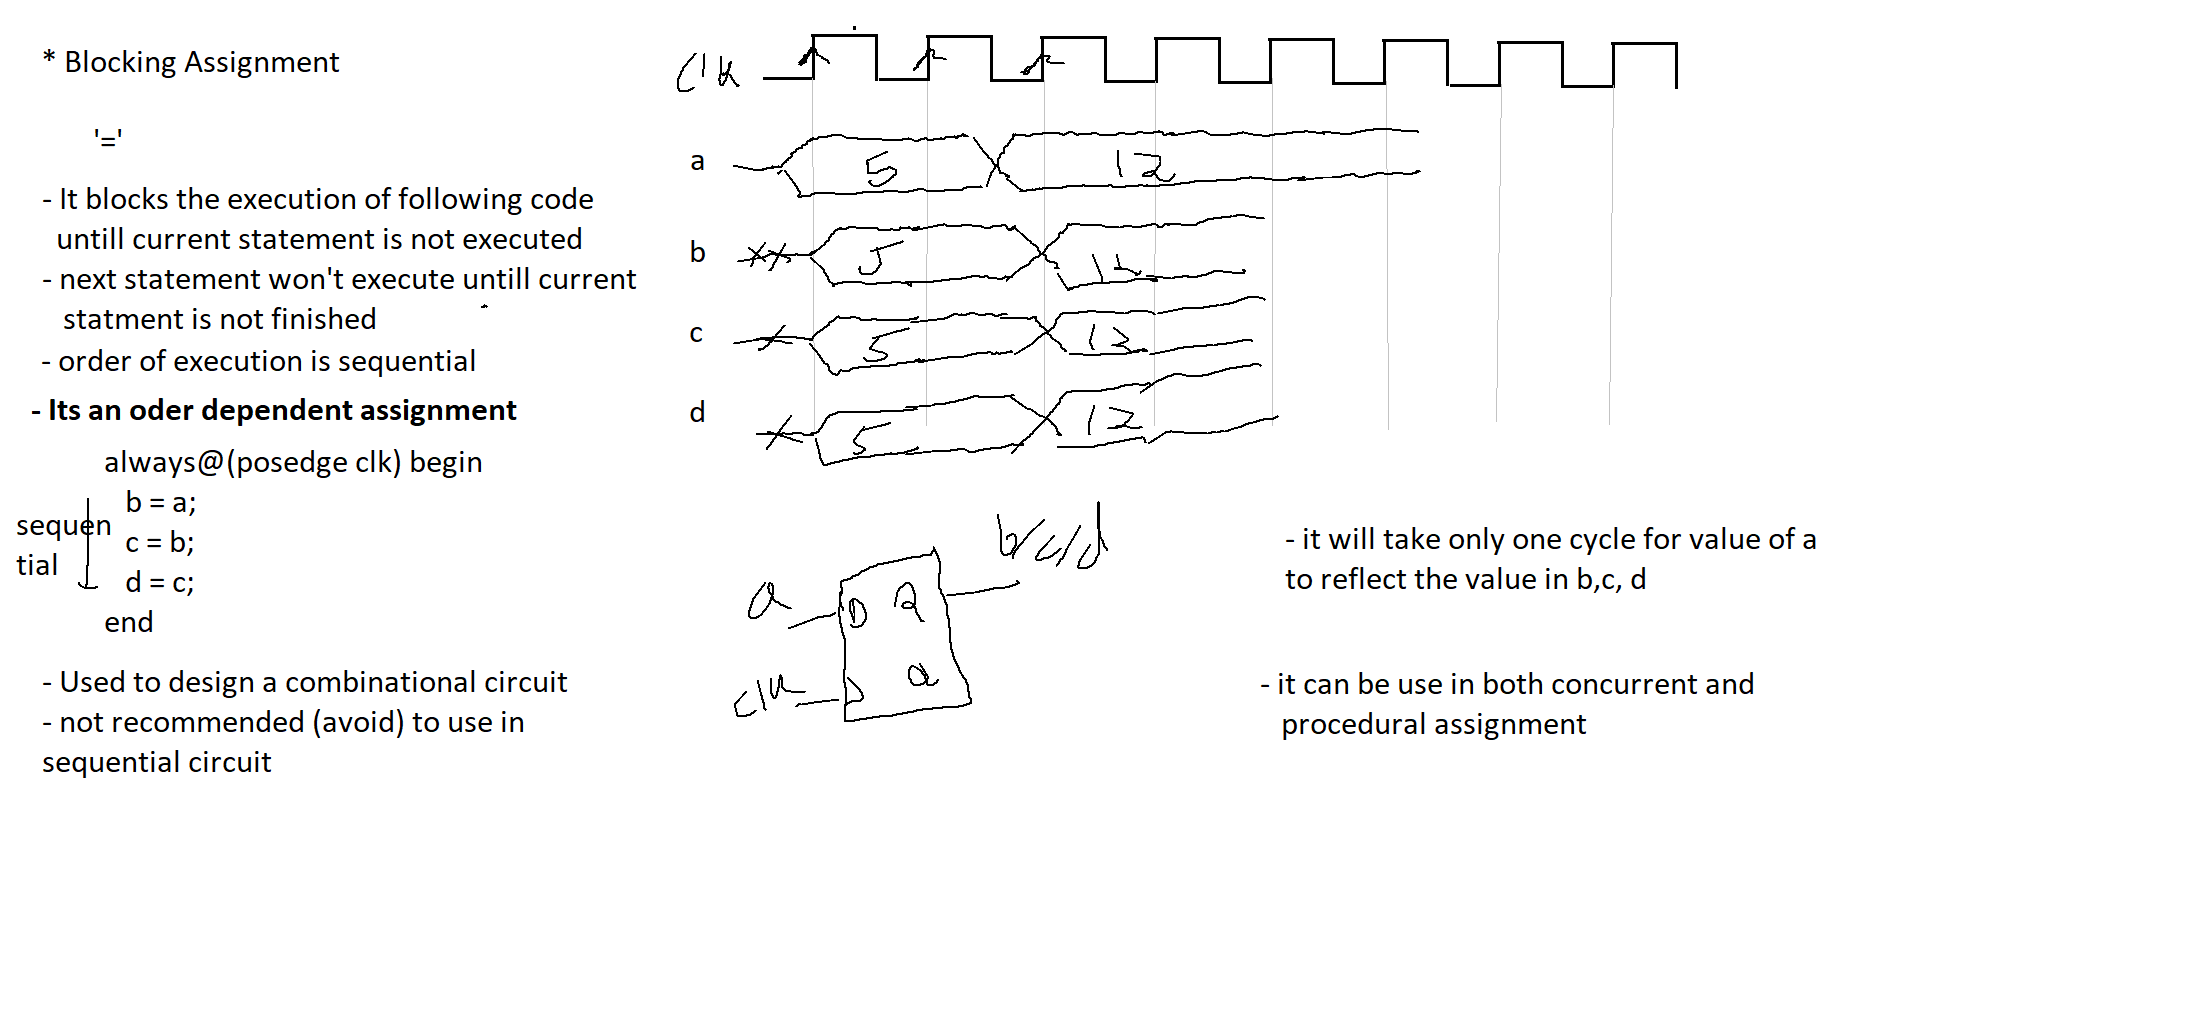 * Blocking Assignment
'='
- It blocks the execution of following code
untill current statement is not executed
- next statement won't execute untill current
statment is not finished
- order of execution is sequential
- Its an oder dependent assignment
always@(posedge clk) begin
b = a;
c = b;
d = c;
end
sequen
tial
- Used to design a combinational circuit
- not recommended (avoid) to use in
sequential circuit
Clk
a 5 12
b 5
c 5 12
d 5 12
b/c/d
a D Q
clk
- it will take only one cycle for value of a
to reflect the value in b,c, d
- it can be use in both concurrent and
procedural assignment